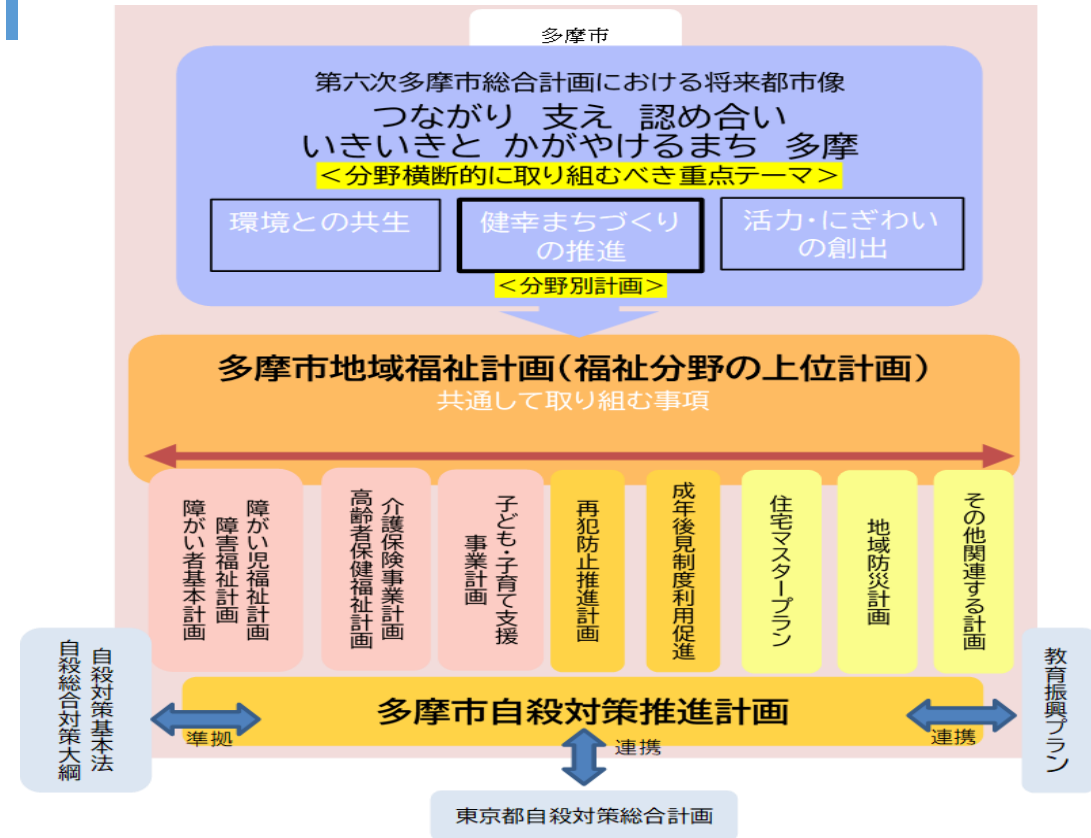 多摩市
第六次多摩市総合計画における将来都市像
つながり 支え 認め合い
いきいきと かがやけるまち 多摩
＜分野横断的に取り組むべき重点テーマ＞
環境との共生
健幸まちづくり
の推進
活力・にぎわい
の創出
＜分野別計画＞
多摩市地域福祉計画（福祉分野の上位計画）
共通して取り組む事項
障がい児福祉計画
障害福祉計画
障がい者基本計画
介護保険事業計画
高齢者保健福祉計画
子ども・子育て支援
事業計画
再犯防止推進計画
成年後見制度利用促進
住宅マスタープラン
地域防災計画
その他関連する計画
自殺対策基本法
自殺総合対策大綱
準拠
多摩市自殺対策推進計画
連携
連携
教育振興プラン
東京都自殺対策総合計画